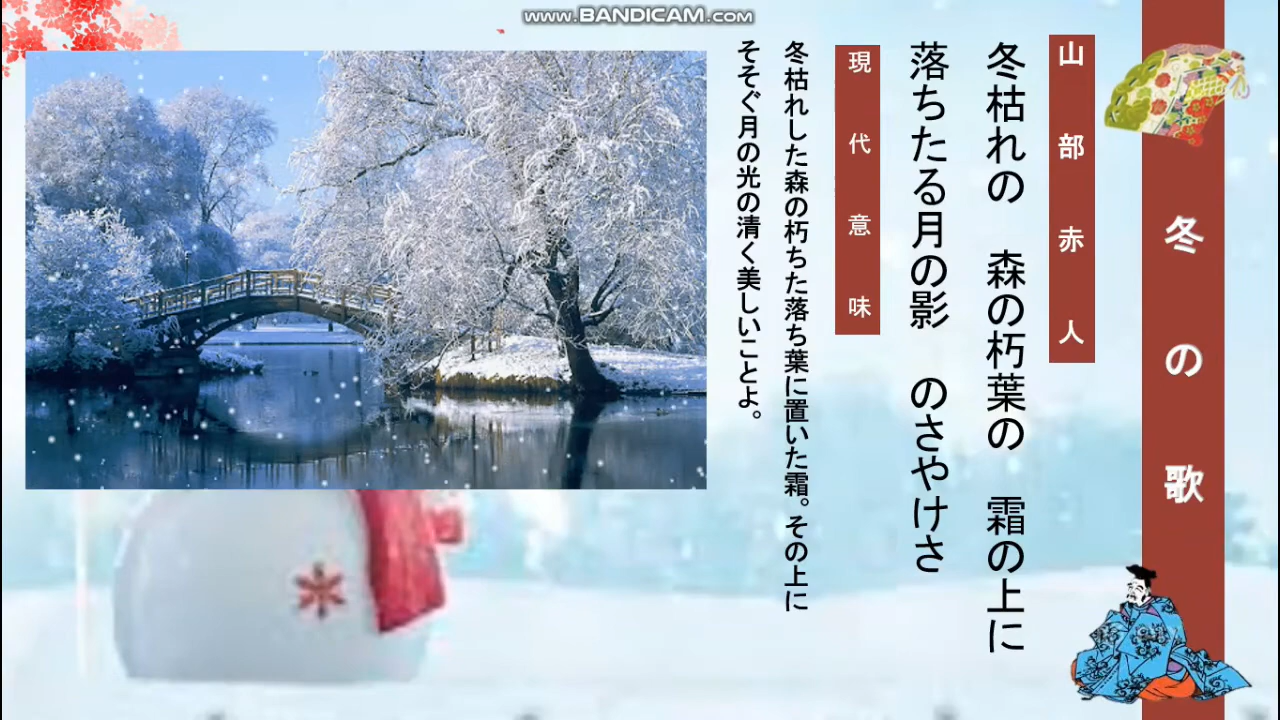 www.BANDICAM.com
冬の歌
山部赤人
冬枯れの　森の朽葉の　霜の上に
落ちたる月の影　のさやけさ
現代意味
冬枯れした森の朽ちた落ち葉に置いた霜。その上に
そそぐ月の光の清く美しいことよ。